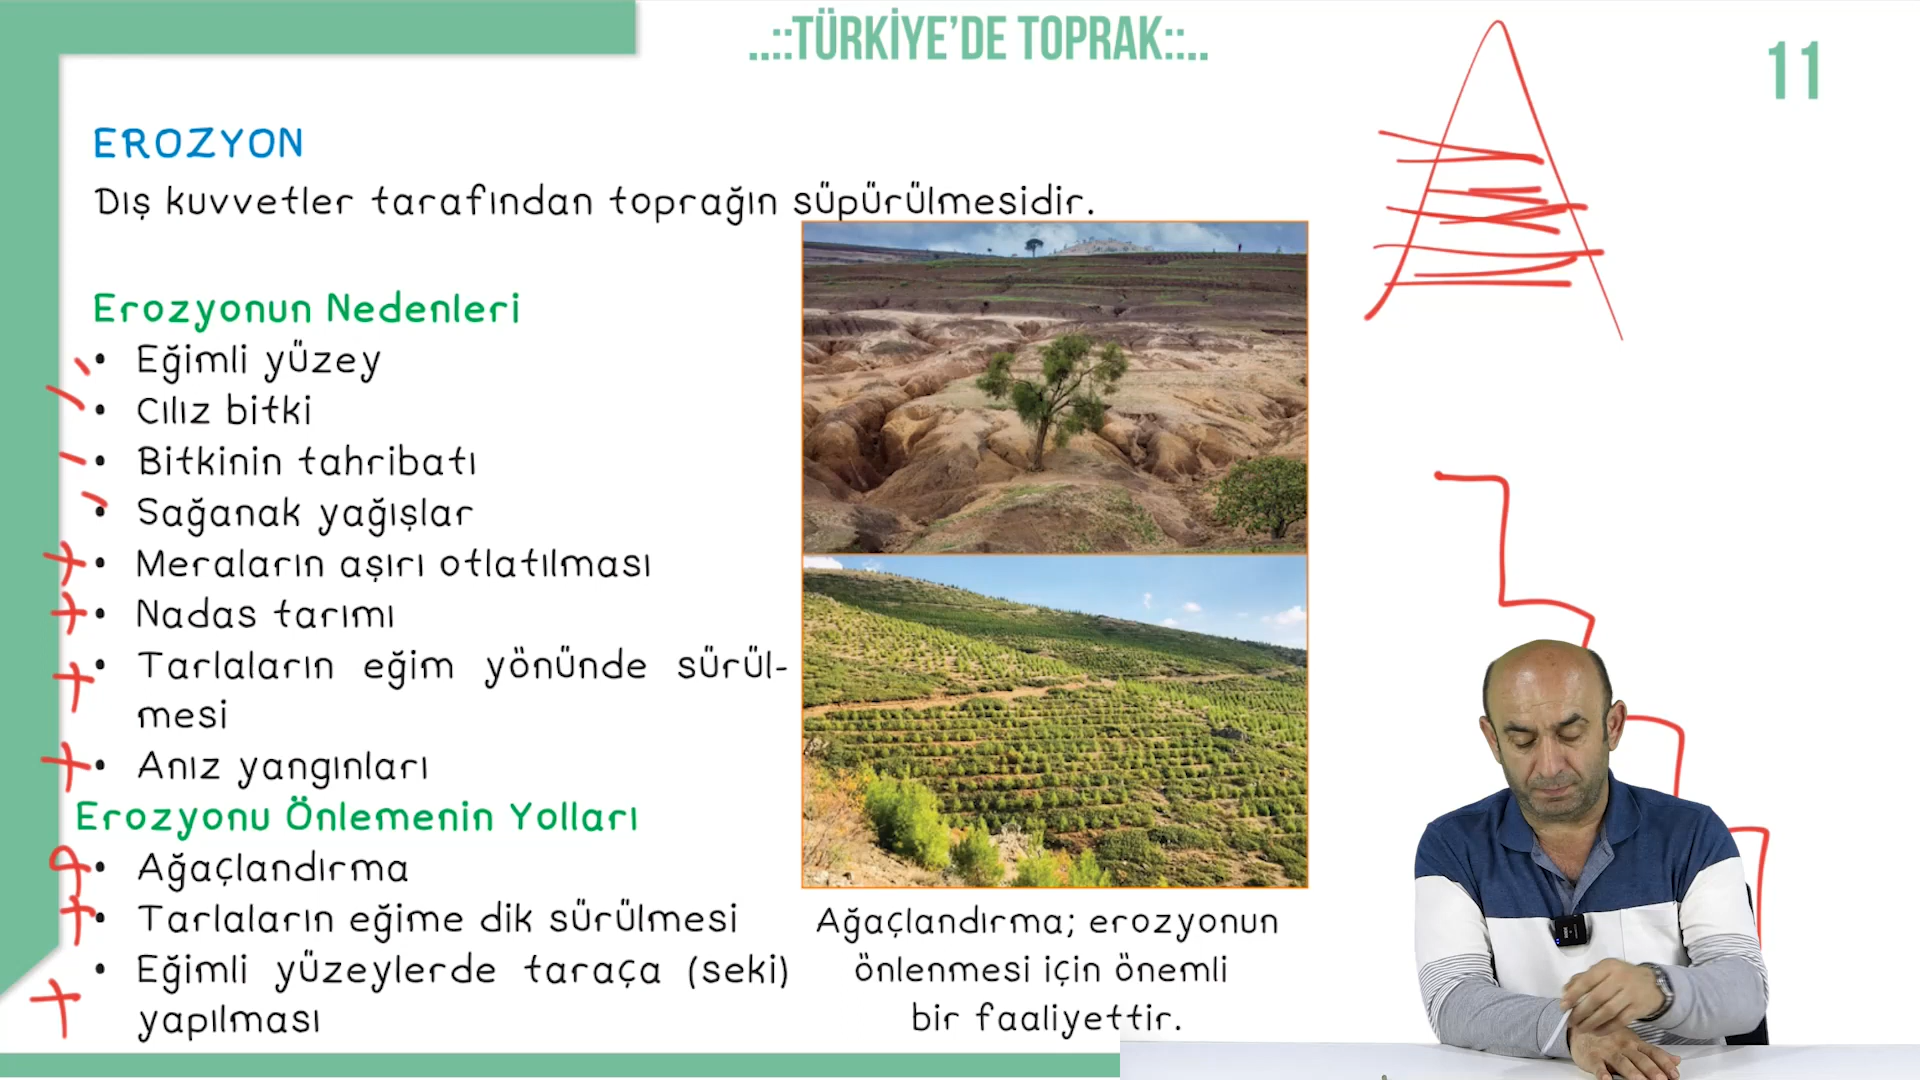 ..::TÜRKİYE'DE TOPRAK::..
11
EROZYON
Dış kuvvetler tarafından toprağın süpürülmesidir.
Erozyonun Nedenleri
• Eğimli yüzey
• Cılız bitki
• Bitkinin tahribatı
• Sağanak yağışlar
• Meraların aşırı otlatılması
• Nadas tarımı
• Tarlaların eğim yönünde sürül-
mesi
• Anız yangınları
Erozyonu Önlemenin Yolları
• Ağaçlandırma
• Tarlaların eğime dik sürülmesi
• Eğimli yüzeylerde taraça (seki)
yapılması
Ağaçlandırma; erozyonun
önlenmesi için önemli
bir faaliyettir.